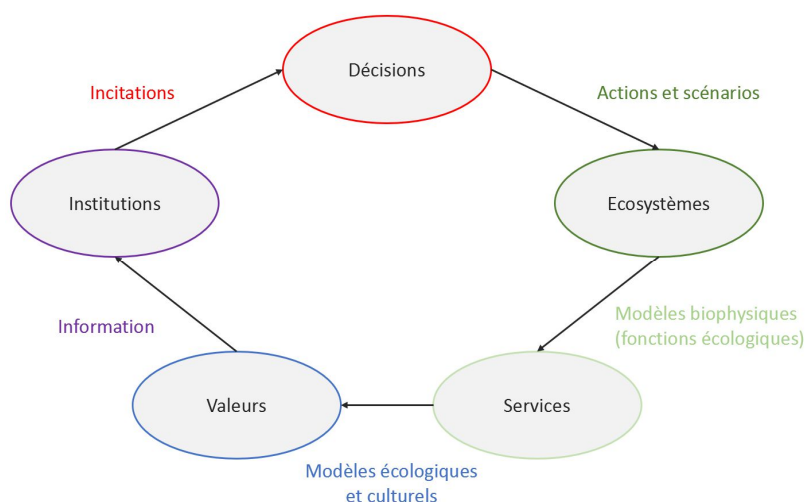 Décisions
Incitations
Actions et scénarios
Institutions
Ecosystèmes
Information
Modèles biophysiques
(fonctions écologiques)
Valeurs
Services
Modèles écologiques
et culturels